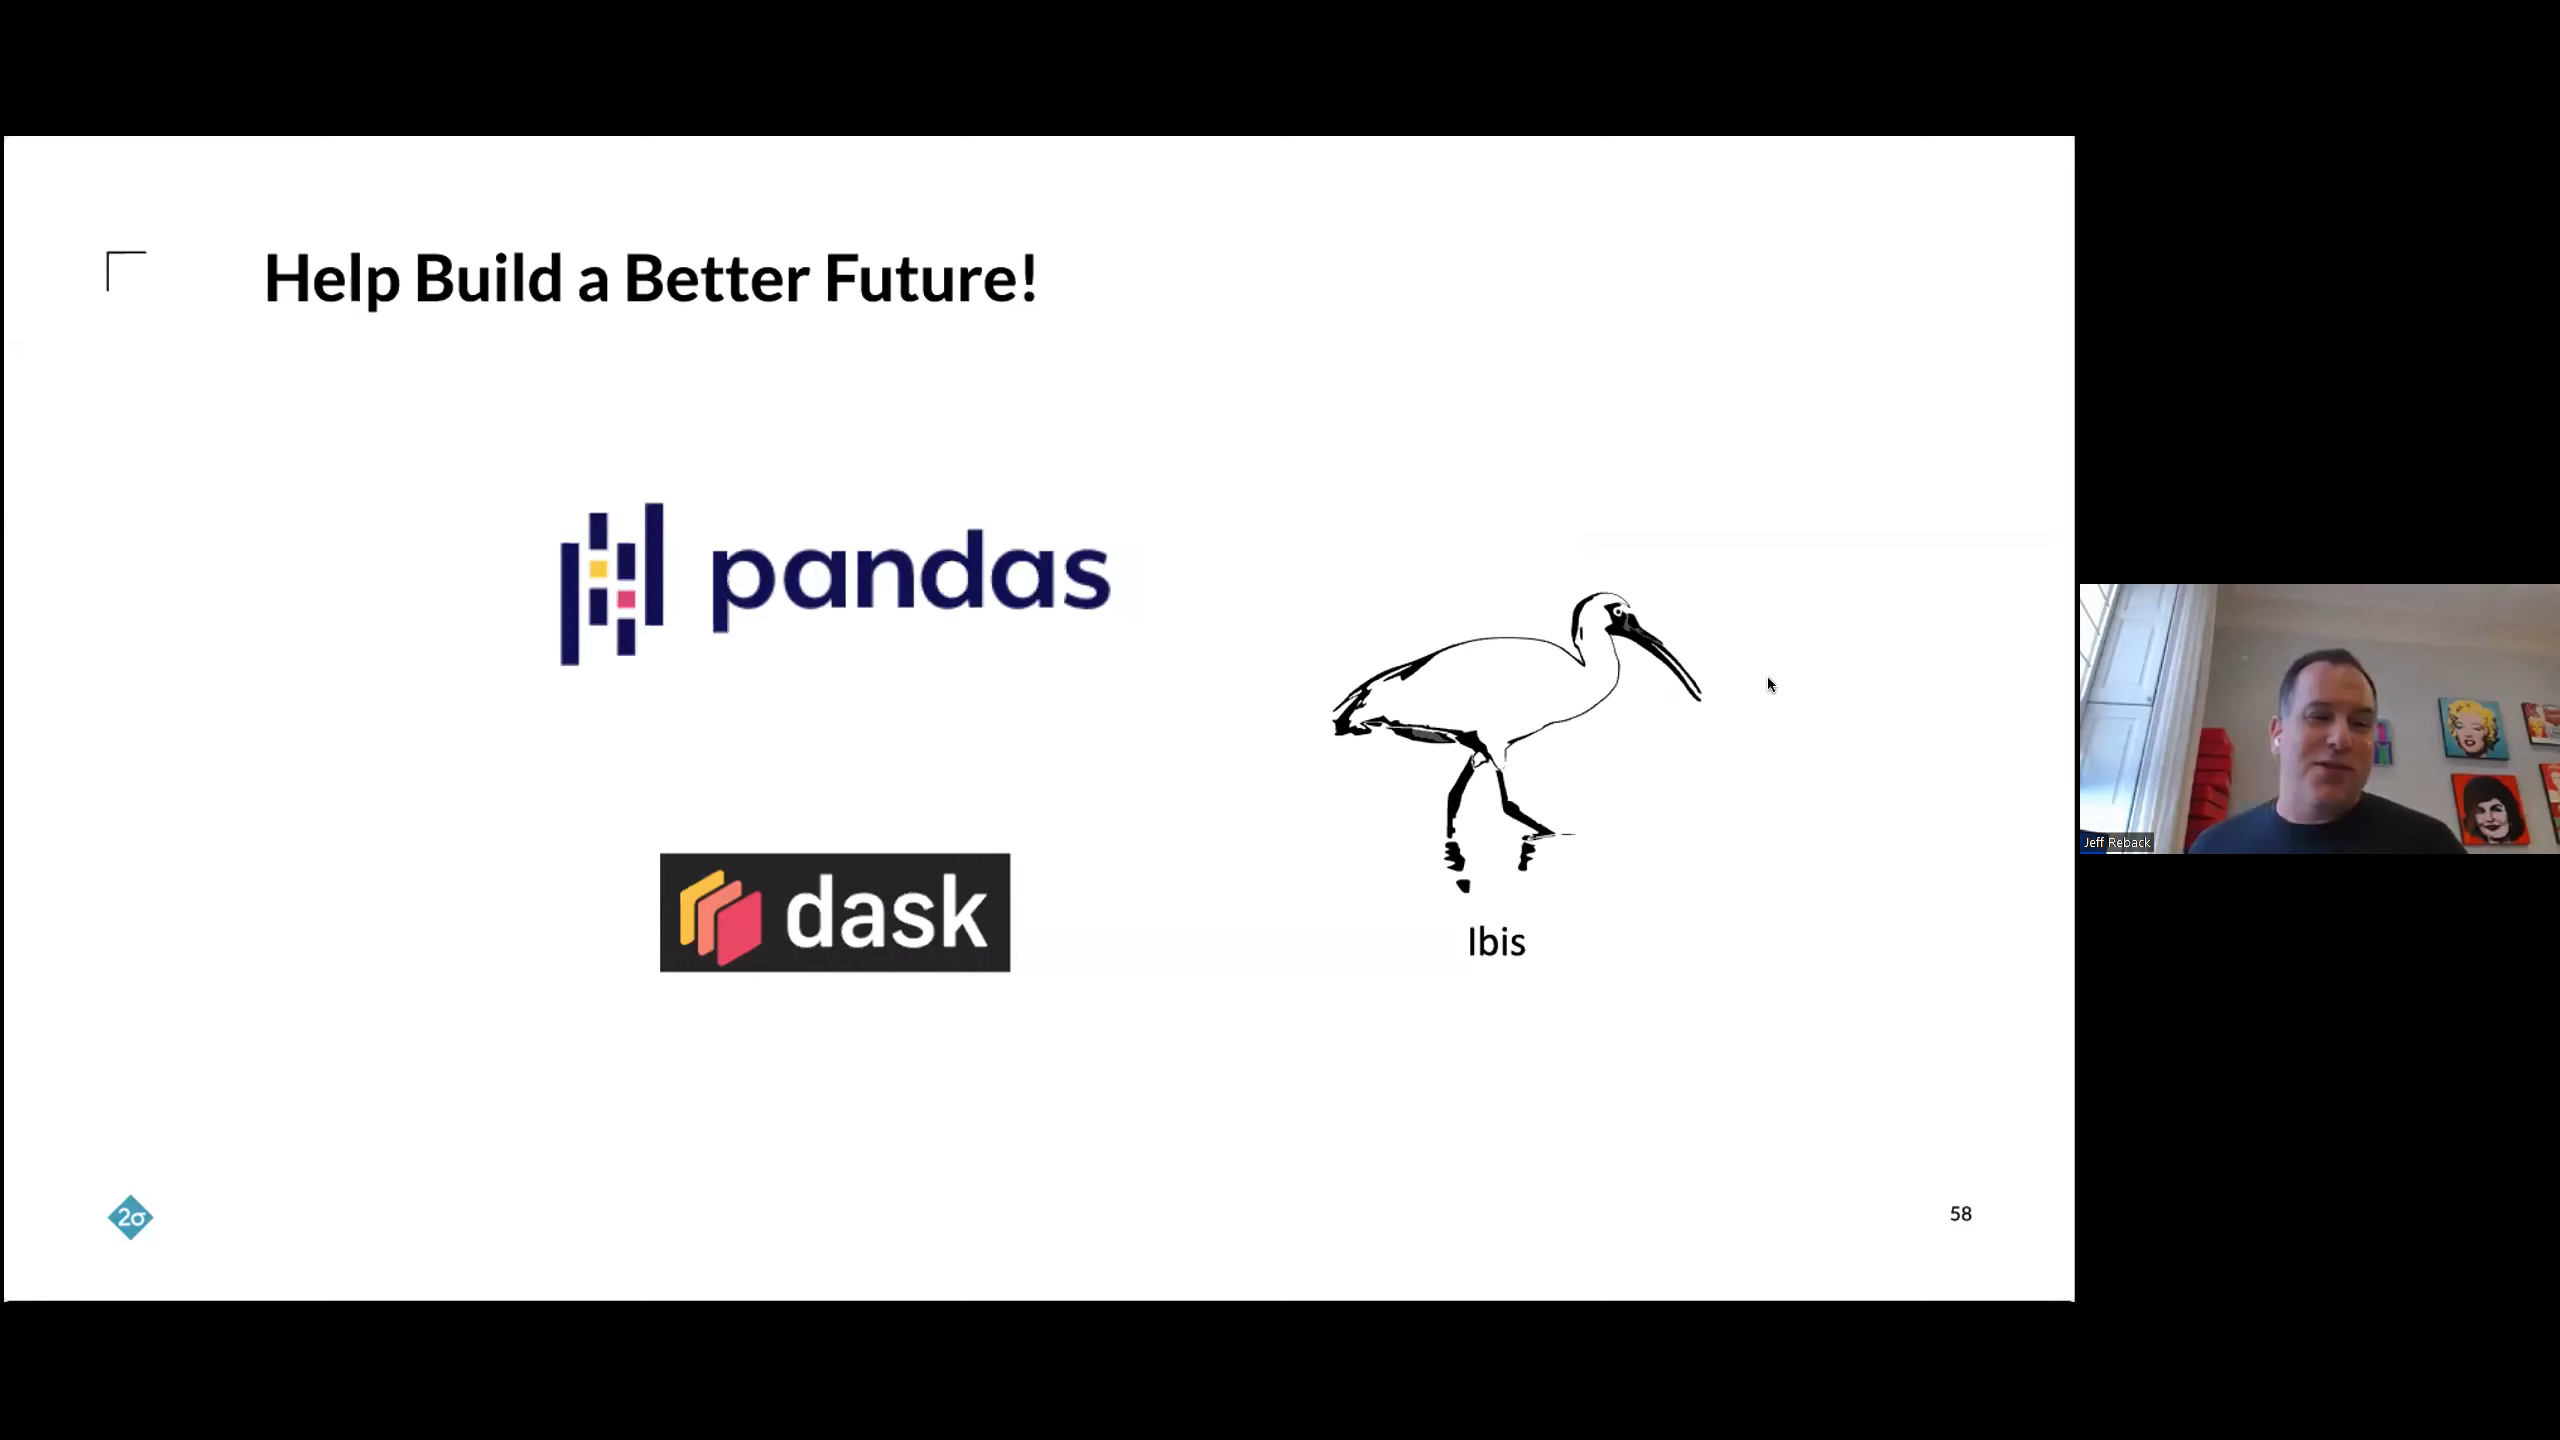 Help Build a Better Future!
pandas
dask
Ibis
Jeff Reback
2σ
58